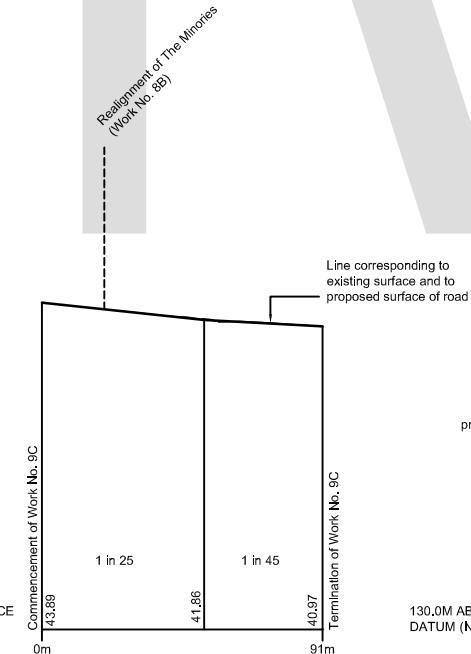 Realignment of The Minories
(Work No. 8B)
Line corresponding to
existing surface and to
proposed surface of road
pr
Commencement of Work No. 9C
43.89
1 in 25
41.86
1 in 45
40.97
Termination of Work No. 9C
CE
130.0M AB
DATUM (N
0m
91m